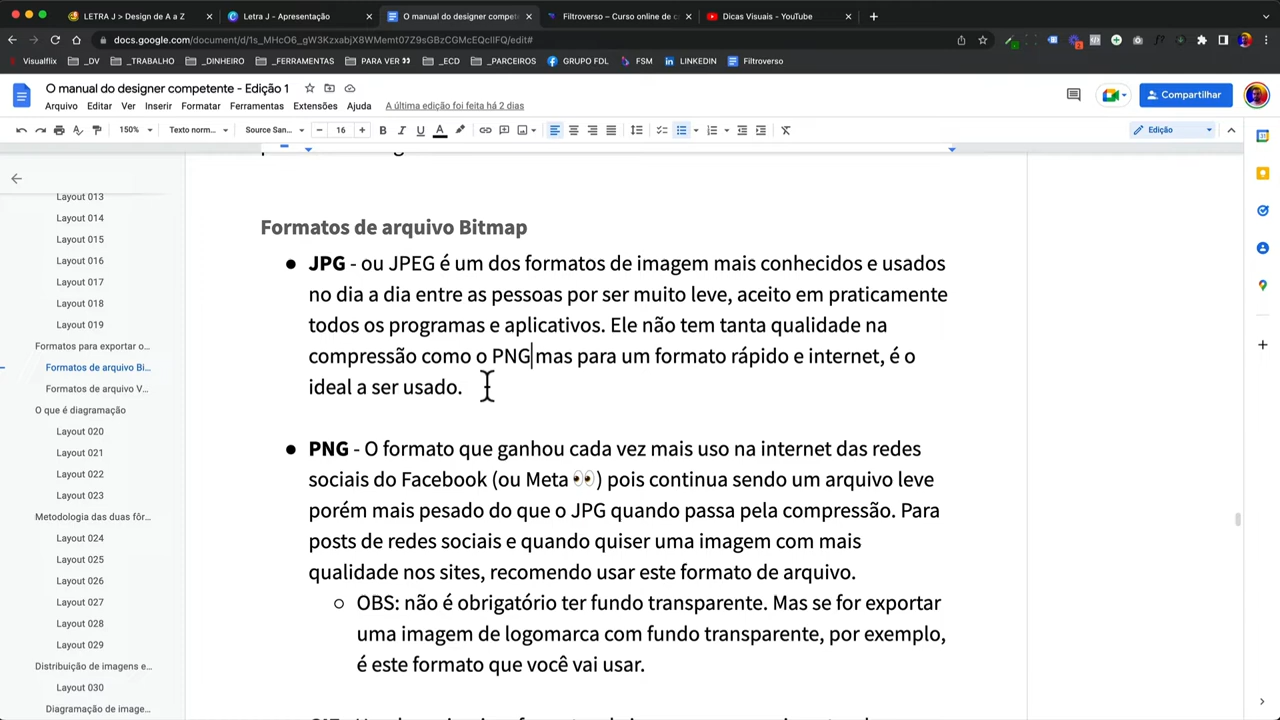 LETRA J > Design de A a Z
Letra J - Apresentação
O manual do designer compete
Filtroverso – Curso online de c
Dicas Visuais - YouTube
docs.google.com/document/d/1s_MHcO6_gW3KzxabjX8WMemt07Z9sGBzCGMcEQclIFQ/edit#
Visualflix
_DV
_TRABALHO
_DINHEIRO
_FERRAMENTAS
PARA VER 👀
_ECD
_PARCEIROS
GRUPO FDL
FSM
LINKEDIN
Filtroverso
O manual do designer competente - Edição 1
Arquivo Editar Ver Inserir Formatar Ferramentas Extensões Ajuda A última edição foi feita há 2 dias
Compartilhar
150% Texto norm... Source San... 16 Edição
Layout 013
Layout 014
Layout 015
Layout 016
Layout 017
Layout 018
Layout 019
Formatos para exportar o...
Formatos de arquivo Bi...
Formatos de arquivo V...
O que é diagramação
Layout 020
Layout 021
Layout 022
Layout 023
Metodologia das duas fôr...
Layout 024
Layout 025
Layout 026
Layout 027
Layout 028
Layout 029
Distribuição de imagens e...
Layout 030
Diagramação de image...
Formatos de arquivo Bitmap
● JPG - ou JPEG é um dos formatos de imagem mais conhecidos e usados
no dia a dia entre as pessoas por ser muito leve, aceito em praticamente
todos os programas e aplicativos. Ele não tem tanta qualidade na
compressão como o PNG mas para um formato rápido e internet, é o
ideal a ser usado.
● PNG - O formato que ganhou cada vez mais uso na internet das redes
sociais do Facebook (ou Meta 👀) pois continua sendo um arquivo leve
porém mais pesado do que o JPG quando passa pela compressão. Para
posts de redes sociais e quando quiser uma imagem com mais
qualidade nos sites, recomendo usar este formato de arquivo.
○ OBS: não é obrigatório ter fundo transparente. Mas se for exportar
uma imagem de logomarca com fundo transparente, por exemplo,
é este formato que você vai usar.